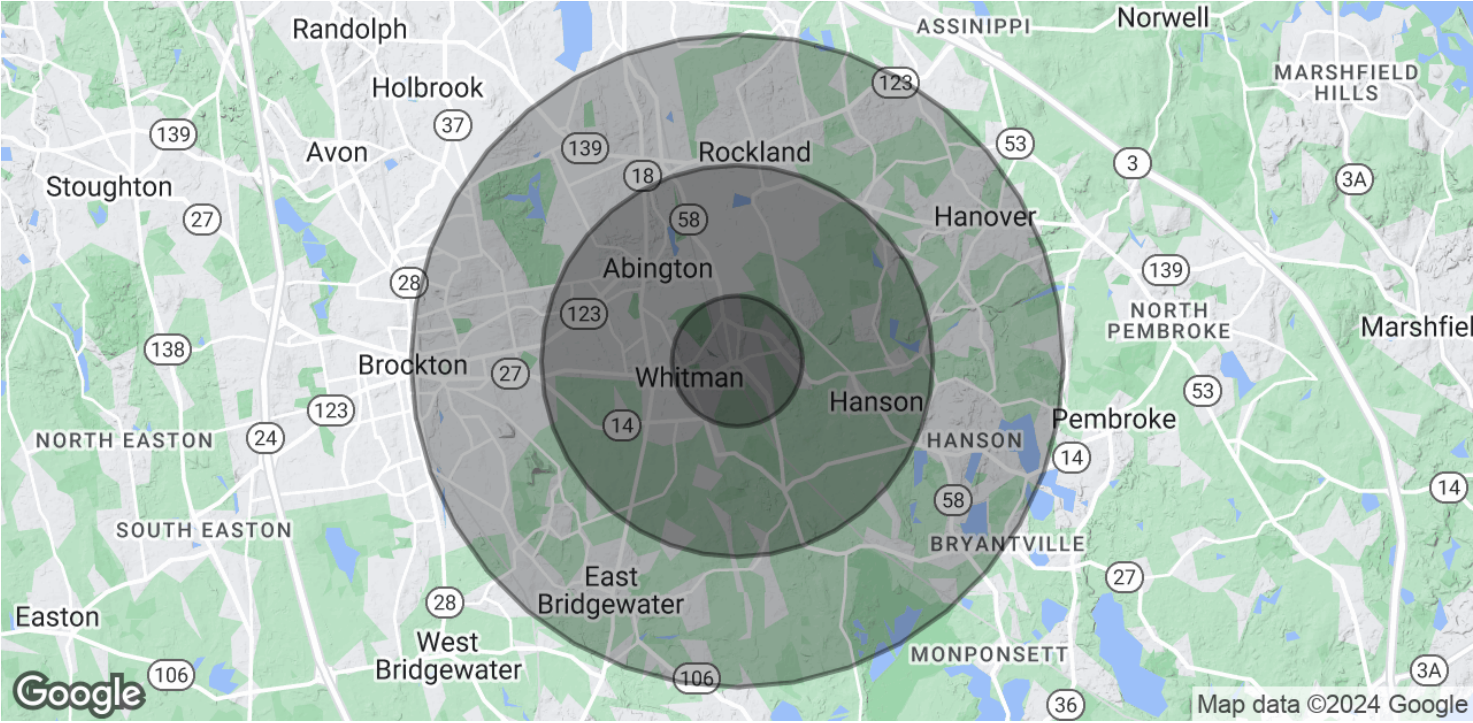 ASSINIPPI
Norwell
Randolph
MARSHFIELD
HILLS
Holbrook
123
37
139
139
53
Avon
Rockland
3
18
3A
Stoughton
27
58
Hanover
Abington
139
28
123
NORTH
PEMBROKE
Marshfiel
138
Brockton
27
Whitman
53
Hanson
123
14
Pembroke
NORTH EASTON
24
HANSON
14
14
58
SOUTH EASTON
BRYANTVILLE
East
Bridgewater
27
28
Easton
West
Bridgewater
MONPONSETT
106
106
3A
Google
36
Map data ©2024 Google